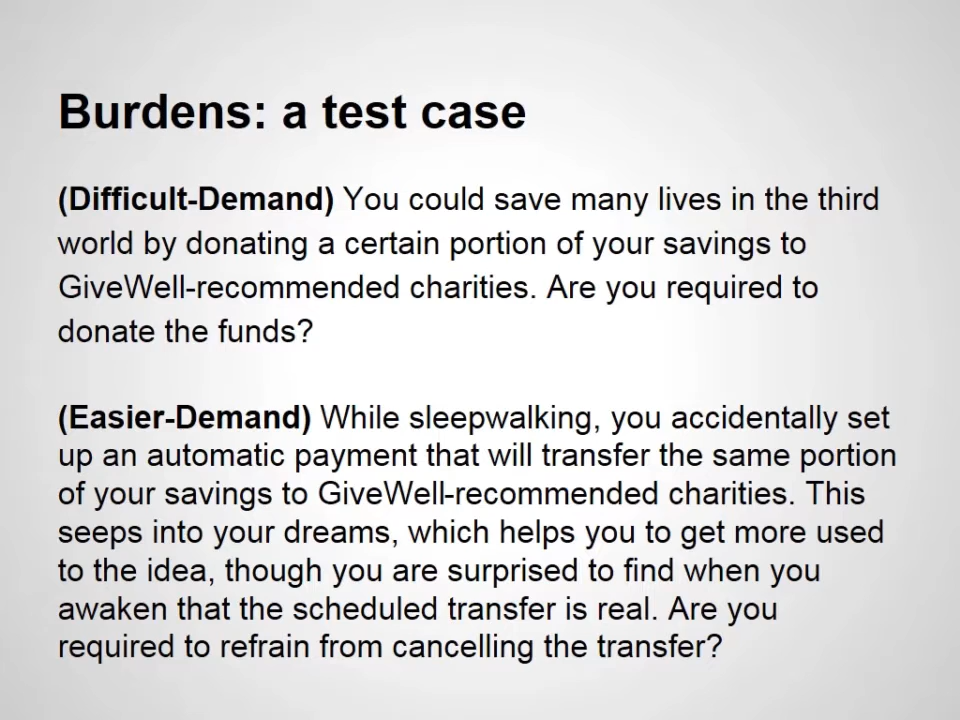 Burdens: a test case
(Difficult-Demand) You could save many lives in the third
world by donating a certain portion of your savings to
GiveWell-recommended charities. Are you required to
donate the funds?
(Easier-Demand) While sleepwalking, you accidentally set
up an automatic payment that will transfer the same portion
of your savings to GiveWell-recommended charities. This
seeps into your dreams, which helps you to get more used
to the idea, though you are surprised to find when you
awaken that the scheduled transfer is real. Are you
required to refrain from cancelling the transfer?